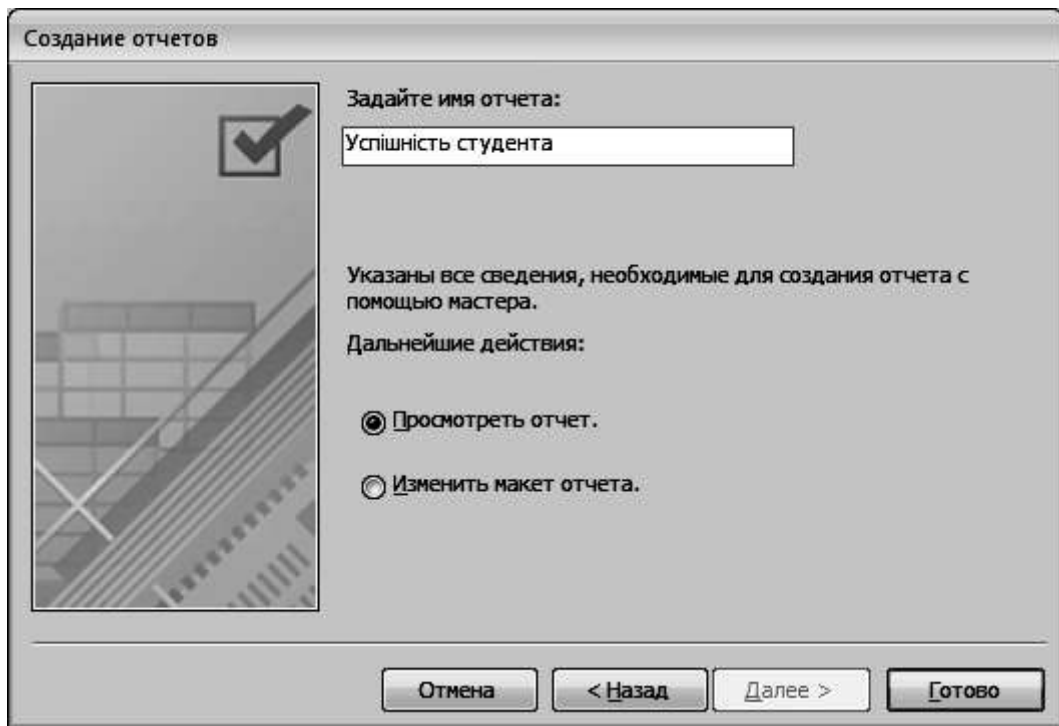 Создание отчетов
Задайте имя отчета:
Успішність студента
Указаны все сведения, необходимые для создания отчета с
помощью мастера.
Дальнейшие действия:
Просмотреть отчет.
Изменить макет отчета.
Отмена
< Назад
Далее >
Готово